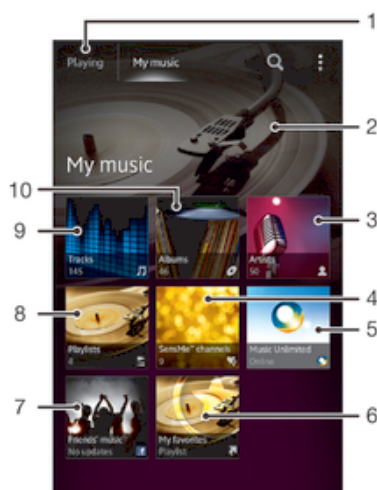 1
Playing My music
2
My music
10
9
Tracks
145
Albums
46
Artists
50
3
4
8
Playlists
4
SensMe™ channels
9
Music Unlimited
Online
5
7
Friends' music
No updates
My favorites
Playlist
6